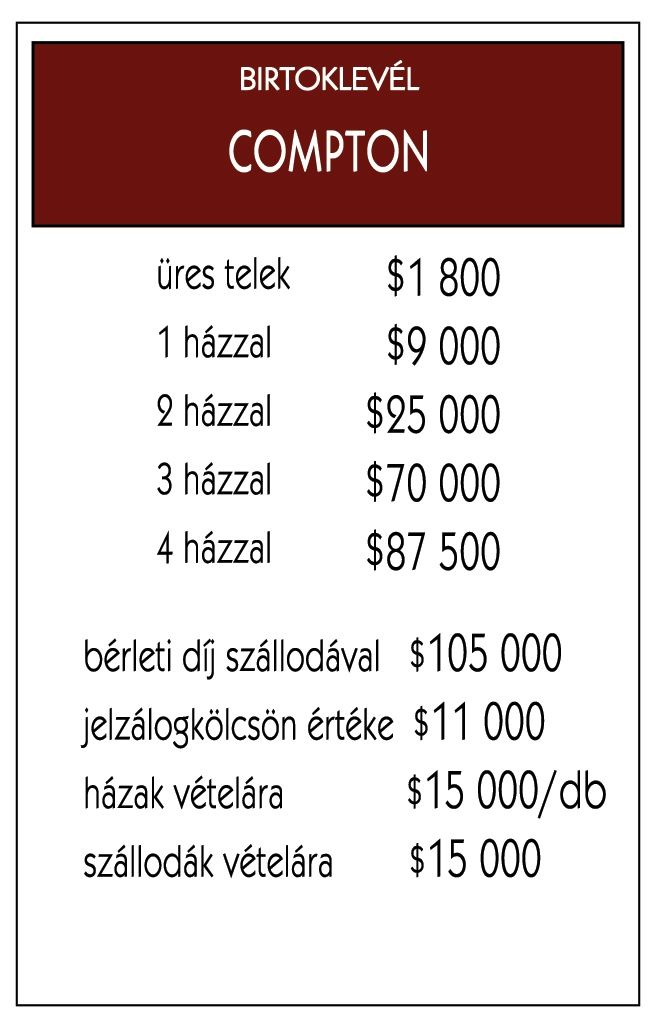 BIRTOKLEVÉL
COMPTON
üres telek $1 800
1 házzal $9 000
2 házzal $25 000
3 házzal $70 000
4 házzal $87 500
bérleti díj szállodával $105 000
jelzálogkölcsön értéke $11 000
házak vételára $15 000/db
szállodák vételára $15 000